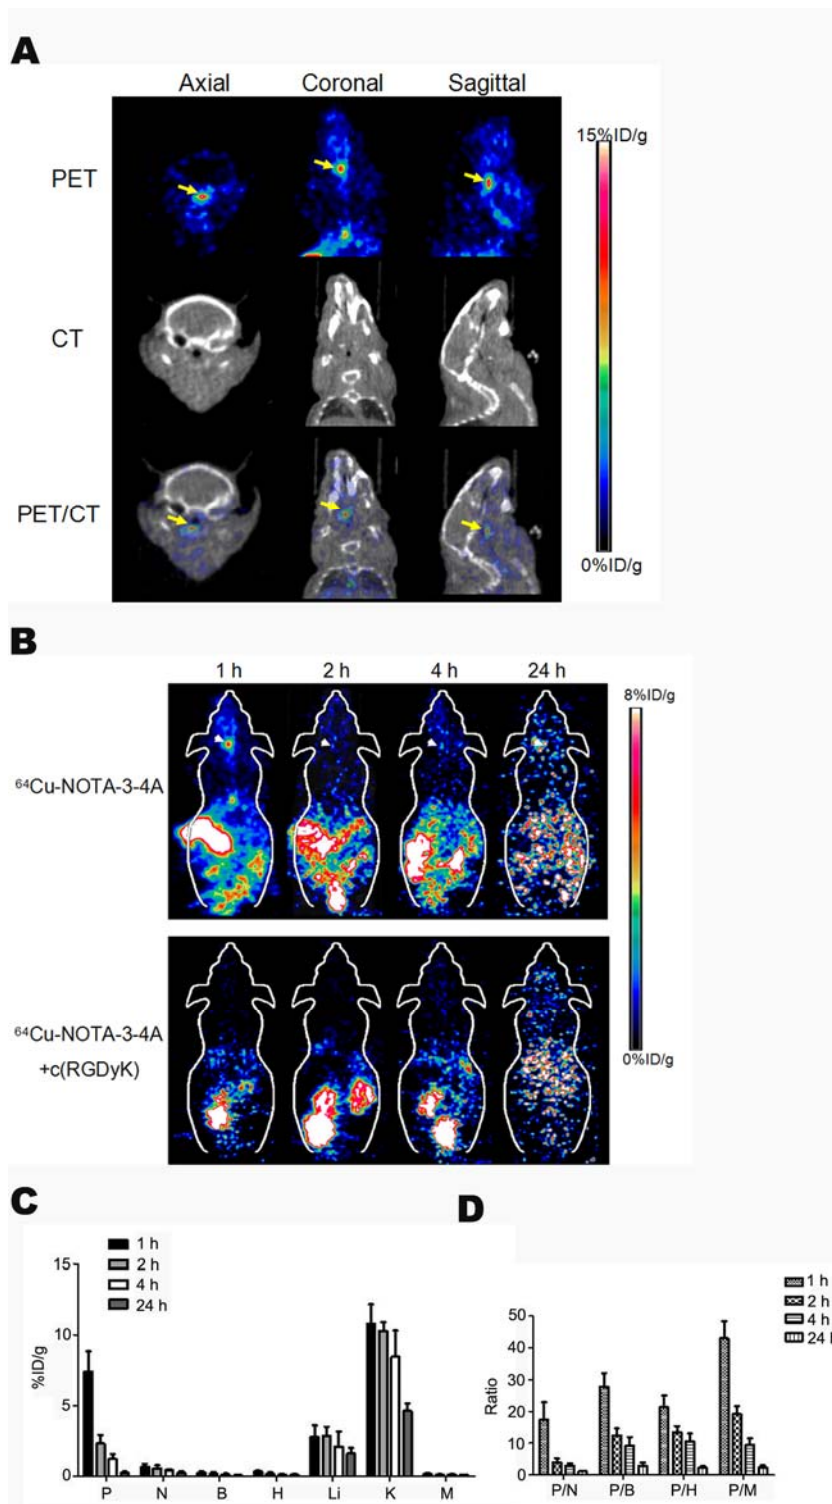 A
Axial Coronal Sagittal
15%ID/g
PET
CT
PET/CT
0%ID/g
B
1 h 2 h 4 h 24 h
8%ID/g
⁶⁴Cu-NOTA-3-4A
⁶⁴Cu-NOTA-3-4A
+c(RGDyK)
0%ID/g
C
15
10
5
0
%ID/g
1 h
2 h
4 h
24 h
P N B H Li K M
D
50
40
30
20
10
0
Ratio
1 h
2 h
4 h
24 l
P/N P/B P/H P/M